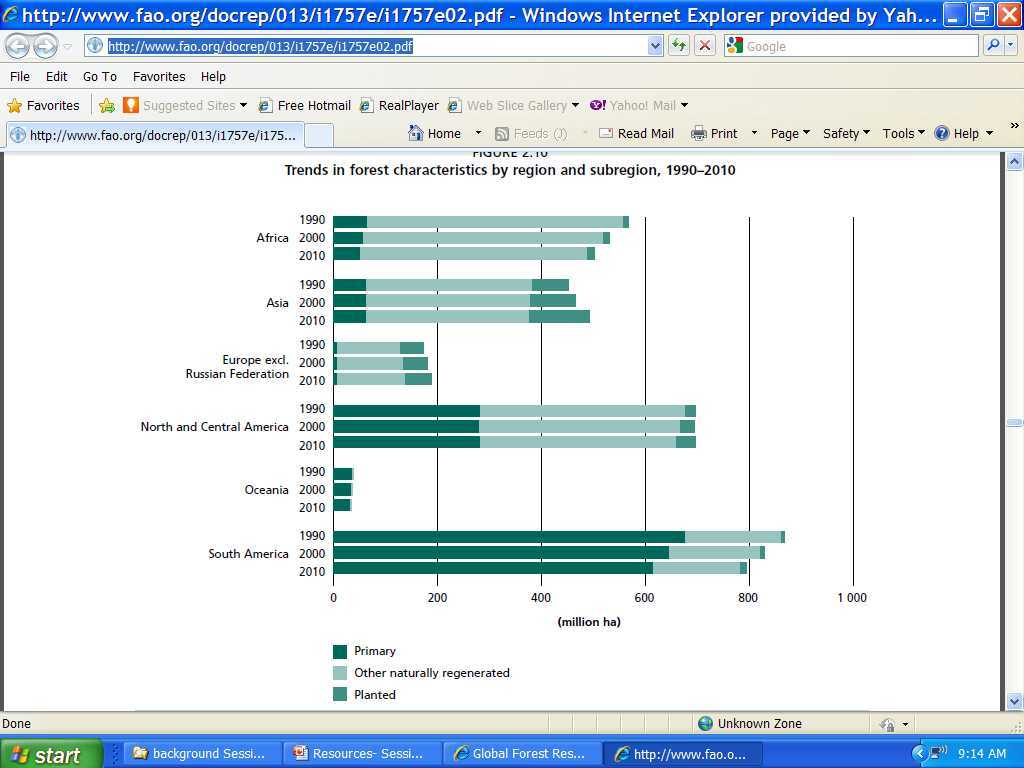 http://www.fao.org/docrep/013/i1757e/i1757e02.pdf - Windows Internet Explorer provided by Yah...
http://www.fao.org/docrep/013/i1757e/i1757e02.pdf
Google
File Edit Go To Favorites Help
Favorites Suggested Sites Free Hotmail RealPlayer Web Slice Gallery Yahoo! Mail
http://www.fao.org/docrep/013/i1757e/i175... Home Feeds (J) Read Mail Print Page Safety Tools Help »
FIGURE 2.10
Trends in forest characteristics by region and subregion, 1990–2010
1990
Africa 2000
2010
1990
Asia 2000
2010
1990
Europe excl.
Russian Federation
2000
2010
1990
North and Central America 2000
2010
1990
Oceania 2000
2010
1990
South America 2000
2010
0 200 400 600 800 1 000
(million ha)
Primary
Other naturally regenerated
Planted
Done Unknown Zone
start background Sessi... Resources- Sessi... Global Forest Res... http://www.fao.o... 9:14 AM